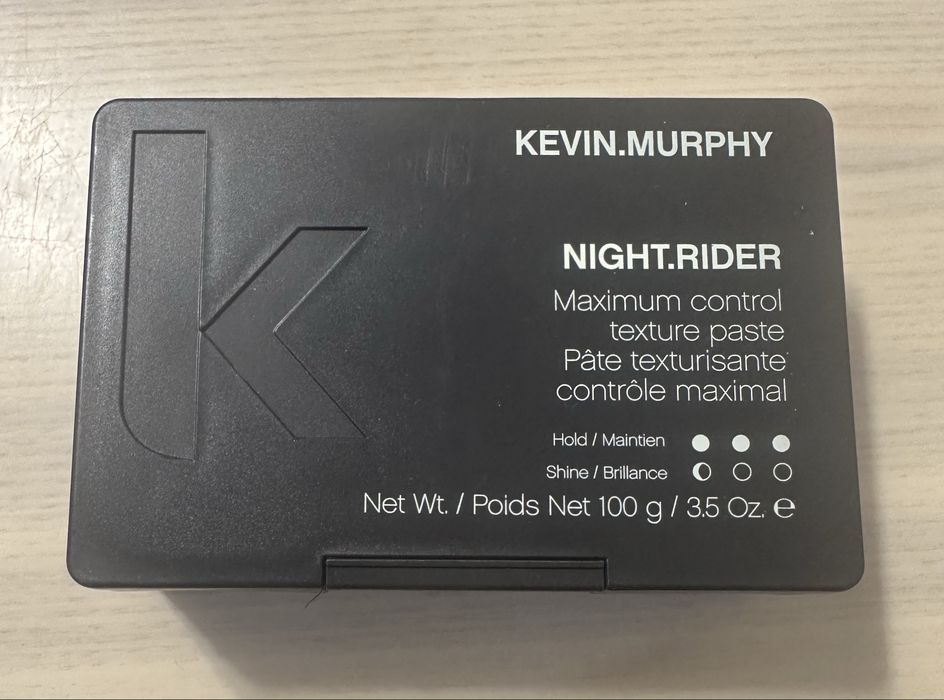 KEVIN.MURPHY
NIGHT.RIDER
Maximum control
texture paste
Pâte texturisante
contrôle maximal
Hold / Maintien
Shine / Brillance
Net Wt. / Poids Net 100 g / 3.5 Oz. ℮
k